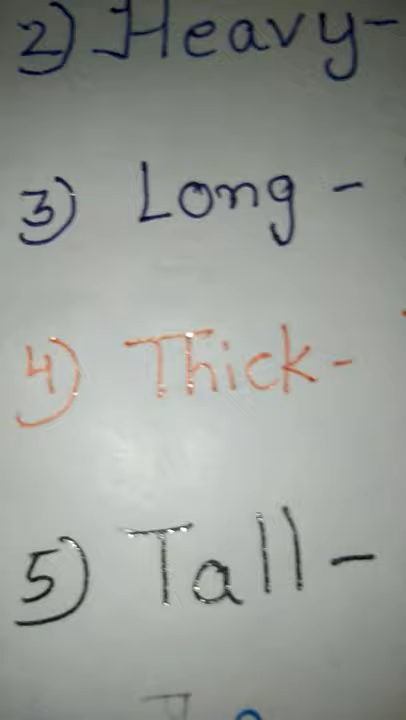 2) Heavy-
3) Long -
4) Thick-
5) Tall -